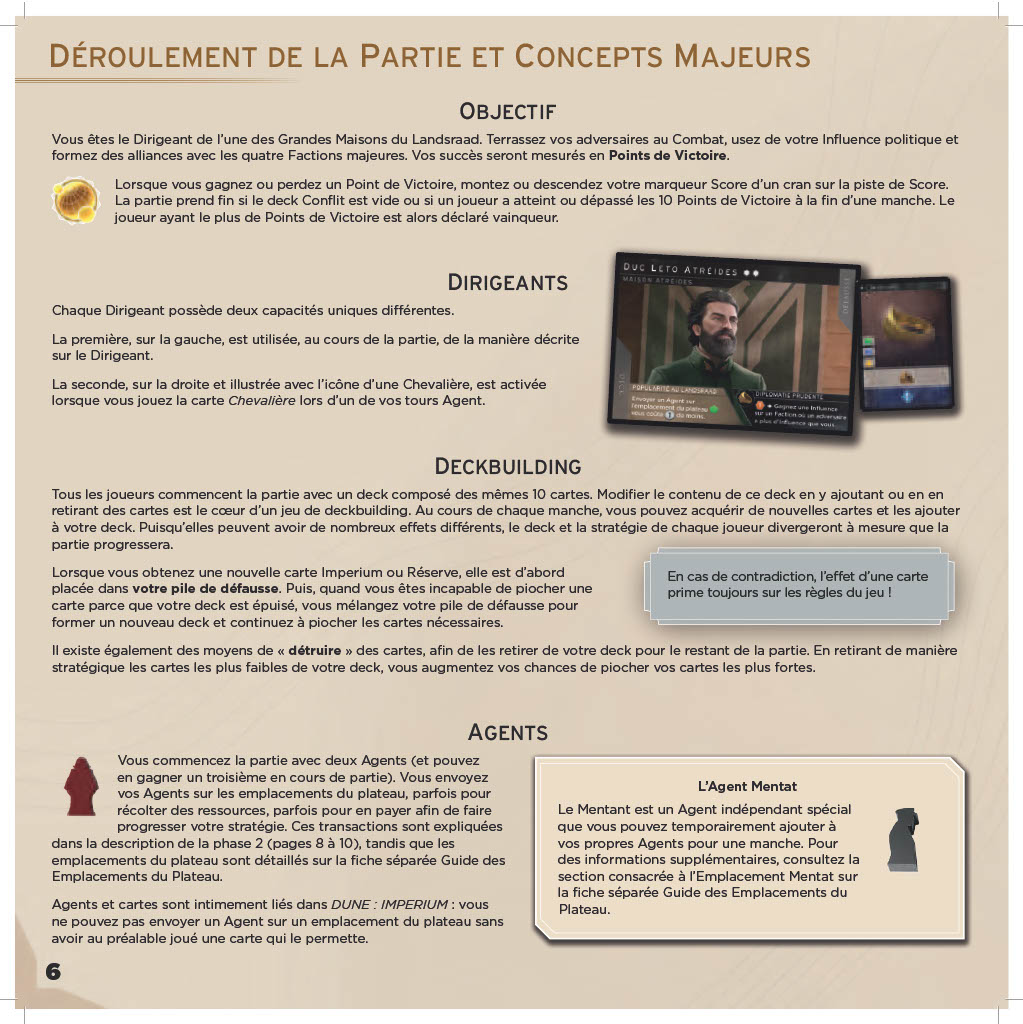 Déroulement de la Partie et Concepts Majeurs
Objectif
Vous êtes le Dirigeant de l'une des Grandes Maisons du Landsraad. Terrassez vos adversaires au Combat, usez de votre Influence politique et
formez des alliances avec les quatre Factions majeures. Vos succès seront mesurés en Points de Victoire.
Lorsque vous gagnez ou perdez un Point de Victoire, montez ou descendez votre marqueur Score d'un cran sur la piste de Score.
La partie prend fin si le deck Conflit est vide ou si un joueur a atteint ou dépassé les 10 Points de Victoire à la fin d'une manche. Le
joueur ayant le plus de Points de Victoire est alors déclaré vainqueur.
Dirigeants
Chaque Dirigeant possède deux capacités uniques différentes.
La première, sur la gauche, est utilisée, au cours de la partie, de la manière décrite
sur le Dirigeant.
La seconde, sur la droite et illustrée avec l'icône d'une Chevalière, est activée
lorsque vous jouez la carte Chevalière lors d'un de vos tours Agent.
Duc Leto Atréides
Maison Atréides
Popularité au Landsraad
Envoyer un Agent sur
l'emplacement du plateau
vous coûte 1 de moins.
Diplomatie Prudente
Gagnez une Influence
sur un Faction où un adversaire
a plus d'Influence que vous...
Deckbuilding
Tous les joueurs commencent la partie avec un deck composé des mêmes 10 cartes. Modifier le contenu de ce deck en y ajoutant ou en en
retirant des cartes est le cœur d'un jeu de deckbuilding. Au cours de chaque manche, vous pouvez acquérir de nouvelles cartes et les ajouter
à votre deck. Puisqu'elles peuvent avoir de nombreux effets différents, le deck et la stratégie de chaque joueur divergeront à mesure que la
partie progressera.
Lorsque vous obtenez une nouvelle carte Imperium ou Réserve, elle est d'abord
placée dans votre pile de défausse. Puis, quand vous êtes incapable de piocher une
carte parce que votre deck est épuisé, vous mélangez votre pile de défausse pour
former un nouveau deck et continuez à piocher les cartes nécessaires.
En cas de contradiction, l'effet d'une carte
prime toujours sur les règles du jeu !
Il existe également des moyens de « détruire » des cartes, afin de les retirer de votre deck pour le restant de la partie. En retirant de manière
stratégique les cartes les plus faibles de votre deck, vous augmentez vos chances de piocher vos cartes les plus fortes.
Agents
Vous commencez la partie avec deux Agents (et pouvez
en gagner un troisième en cours de partie). Vous envoyez
vos Agents sur les emplacements du plateau, parfois pour
récolter des ressources, parfois pour en payer afin de faire
progresser votre stratégie. Ces transactions sont expliquées
dans la description de la phase 2 (pages 8 à 10), tandis que les
emplacements du plateau sont détaillés sur la fiche séparée Guide des
Emplacements du Plateau.
Agents et cartes sont intimement liés dans DUNE : IMPERIUM : vous
ne pouvez pas envoyer un Agent sur un emplacement du plateau sans
avoir au préalable joué une carte qui le permette.
L'Agent Mentat
Le Mentant est un Agent indépendant spécial
que vous pouvez temporairement ajouter à
vos propres Agents pour une manche. Pour
des informations supplémentaires, consultez la
section consacrée à l'Emplacement Mentat sur
la fiche séparée Guide des Emplacements du
Plateau.
6